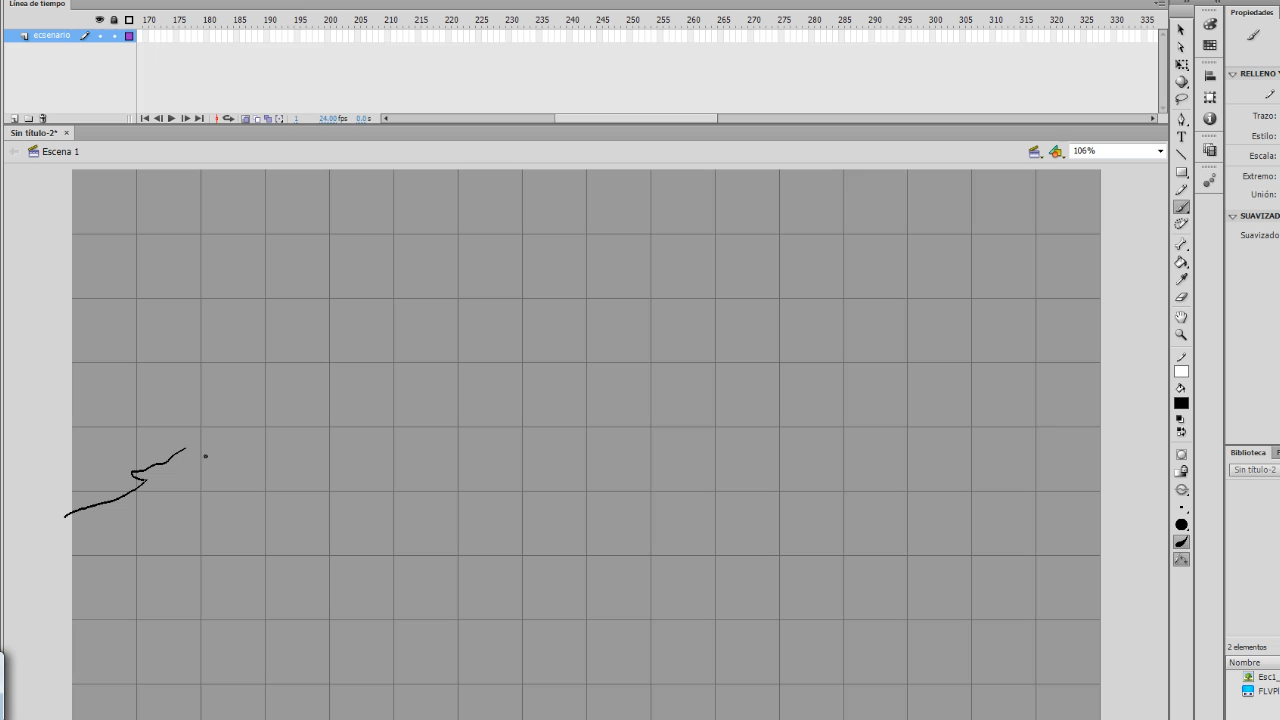 Línea de tiempo
170 175 180 185 190 195 200 205 210 215 220 225 230 235 240 245 250 255 260 265 270 275 280 285 290 295 300 305 310 315 320 325 330 335
ecsenario
1 24.00 fps 0.0 s
Sin título-2* ×
Escena 1
106%
Propiedades
RELLENO Y
Trazo:
Estilo:
Escala:
Extremo:
Unión:
SUAVIZADO
Suavizado
Biblioteca
Sin título-2
2 elementos
Nombre
Esc1_
FLVPl